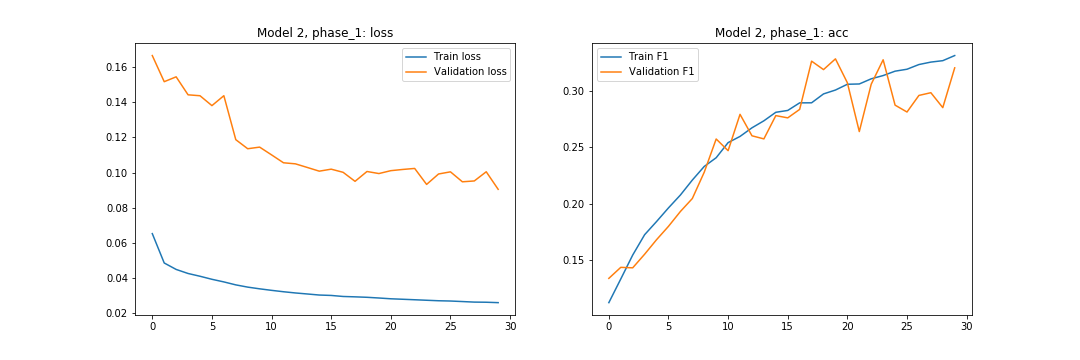 Model 2, phase_1: loss
Train loss
Validation loss
0.16
0.14
0.12
0.10
0.08
0.06
0.04
0.02
0 5 10 15 20 25 30
Model 2, phase_1: acc
Train F1
Validation F1
0.30
0.25
0.20
0.15
0 5 10 15 20 25 30